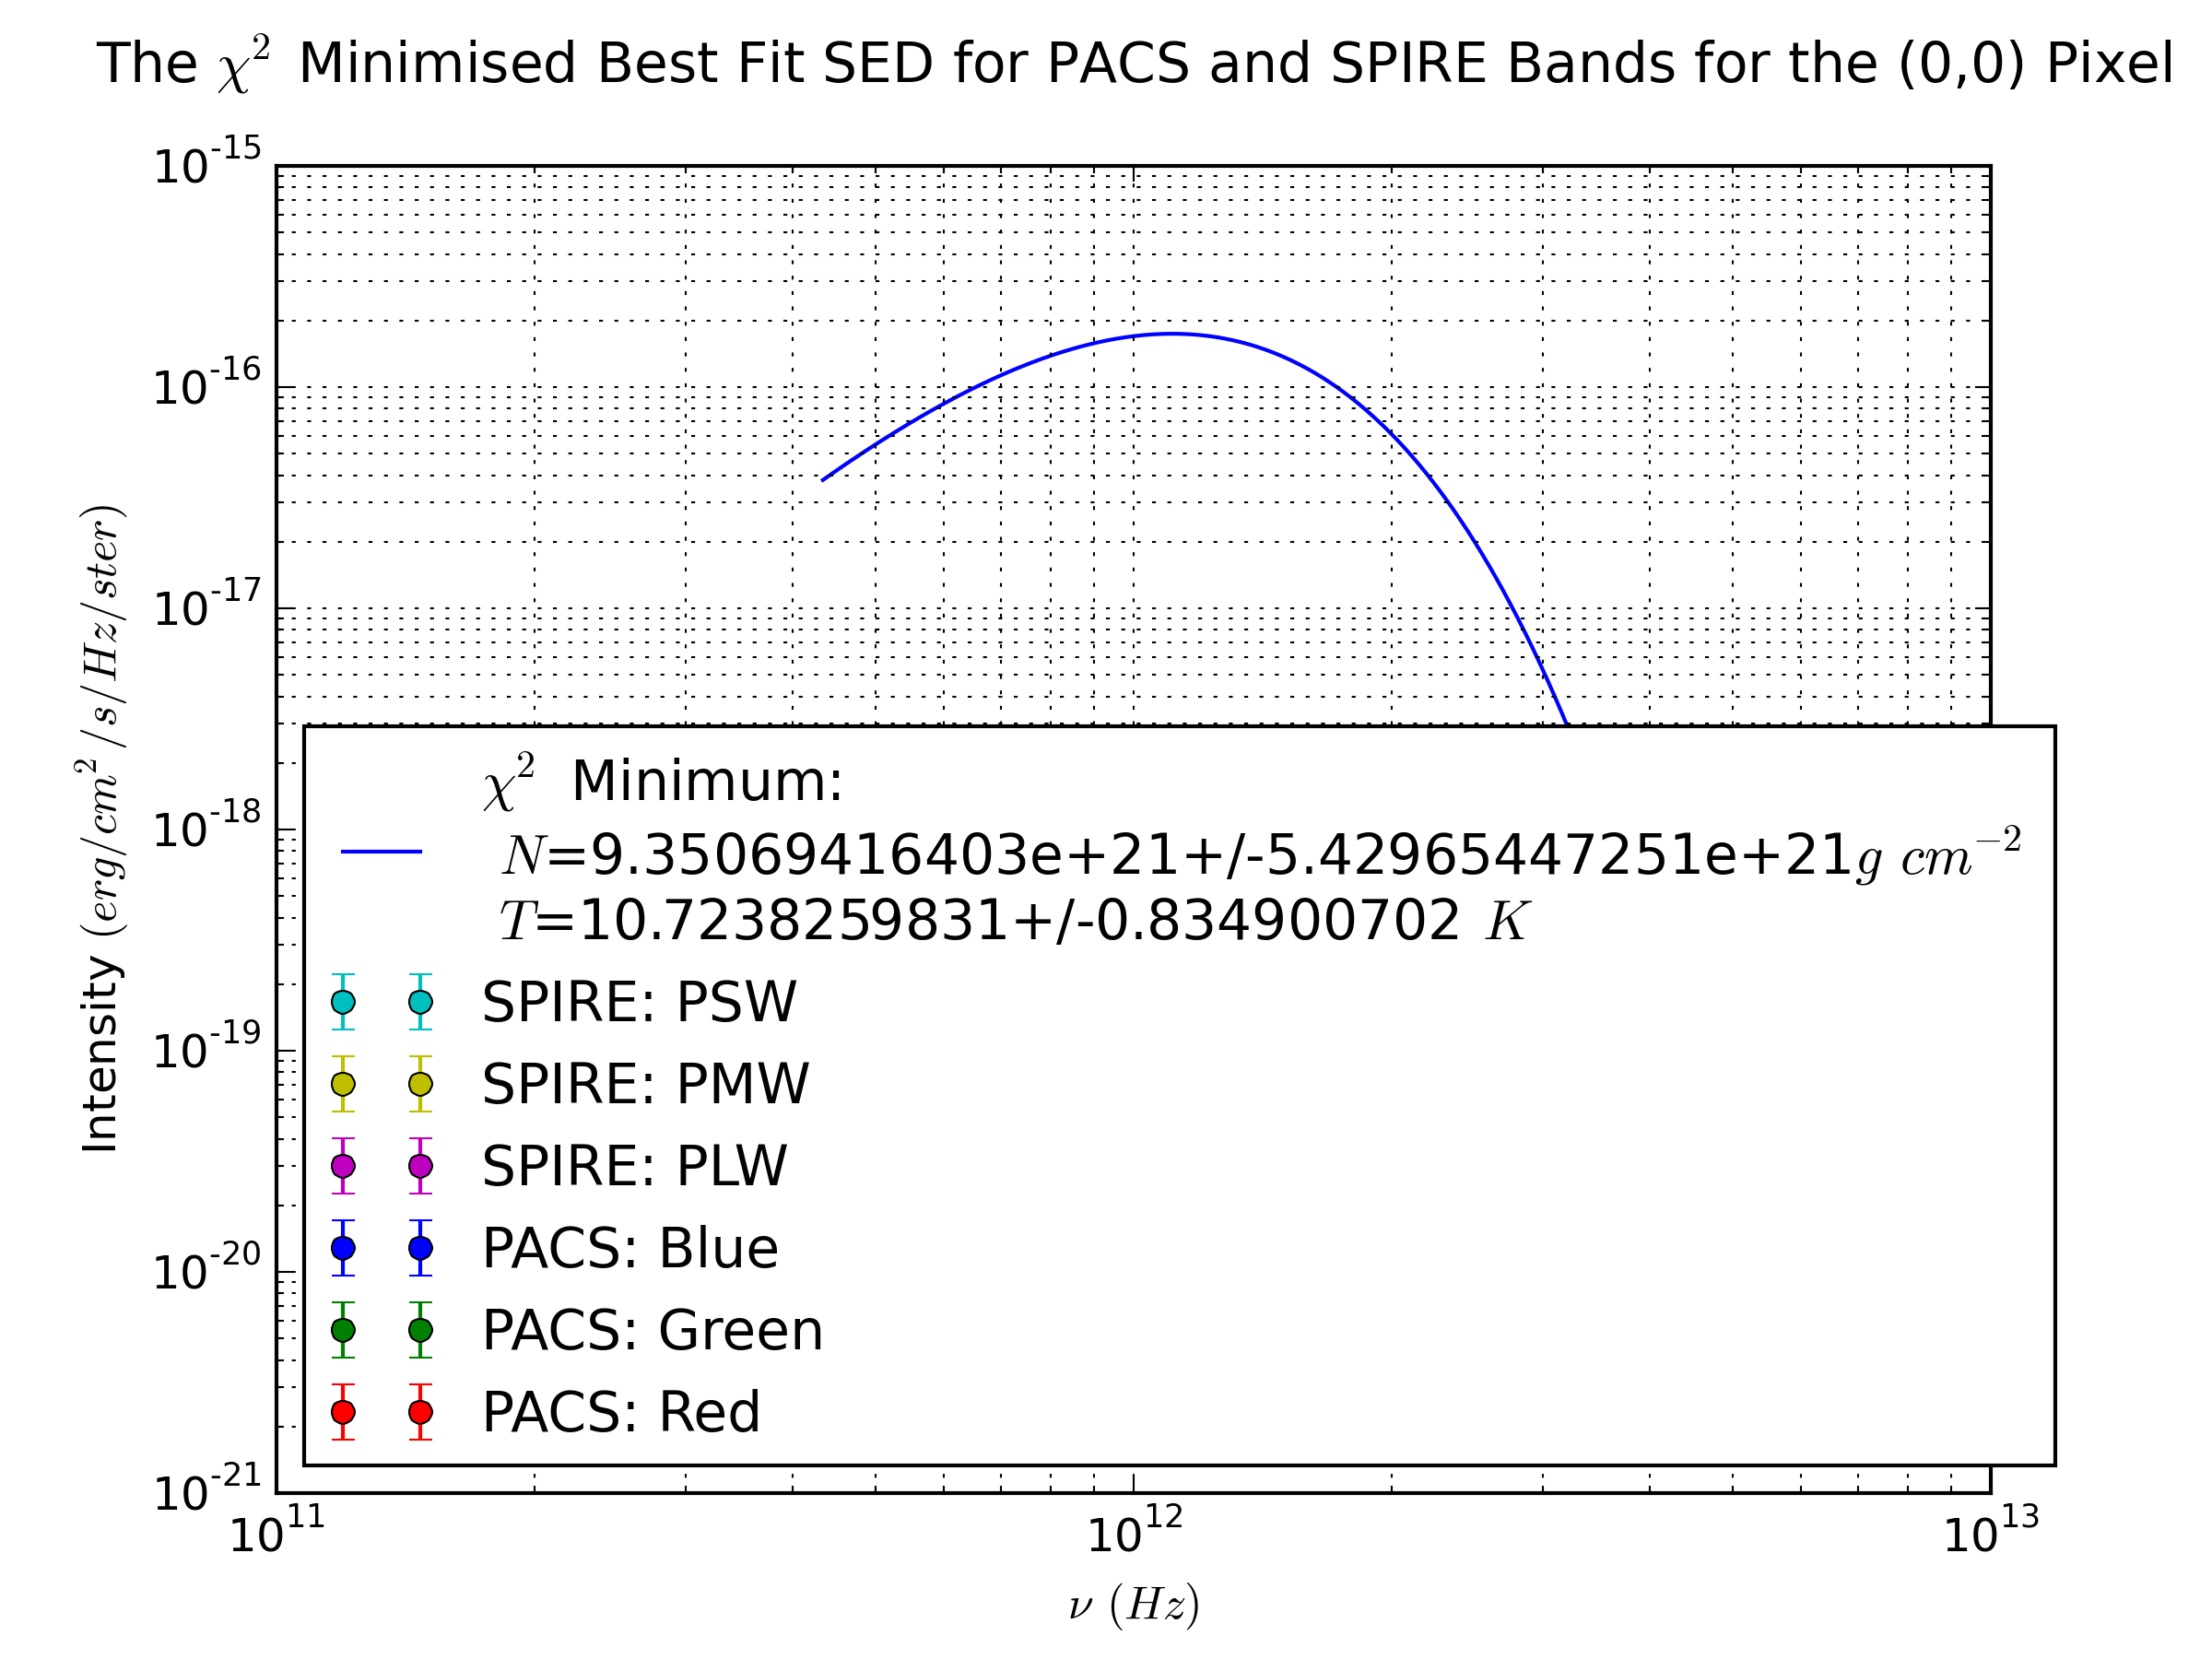 The χ² Minimised Best Fit SED for PACS and SPIRE Bands for the (0,0) Pixel
10⁻¹⁵
10⁻¹⁶
10⁻¹⁷
10⁻¹⁸
10⁻¹⁹
10⁻²⁰
10⁻²¹
Intensity (erg/cm²/s/Hz/ster)
χ² Minimum:
N=9.35069416403e+21+/-5.42965447251e+21g cm⁻²
T=10.7238259831+/-0.834900702 K
SPIRE: PSW
SPIRE: PMW
SPIRE: PLW
PACS: Blue
PACS: Green
PACS: Red
10¹¹ 10¹² 10¹³
ν (Hz)